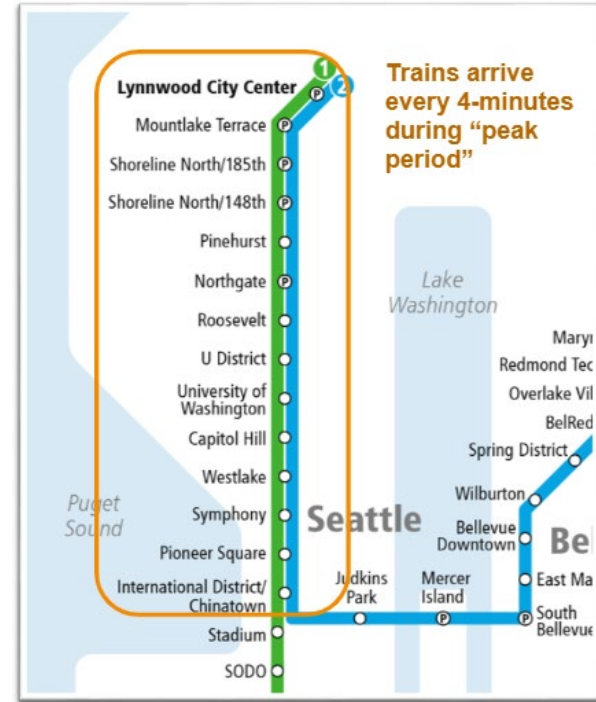 1
2
Lynnwood City Center
P
Mountlake Terrace
P
Shoreline North/185th
P
Shoreline North/148th
P
Pinehurst
Northgate
P
Roosevelt
U District
University of
Washington
Capitol Hill
Westlake
Symphony
Pioneer Square
International District/
Chinatown
Stadium
SODO
Trains arrive
every 4-minutes
during “peak
period”
Puget
Sound
Seattle
Lake
Washington
Judkins
Park
Mercer
Island
P
Redmond Tec
Overlake Vil
BelRed
Spring District
Wilburton
Bellevue
Downtown
Be
East Ma
P
South
Bellevue